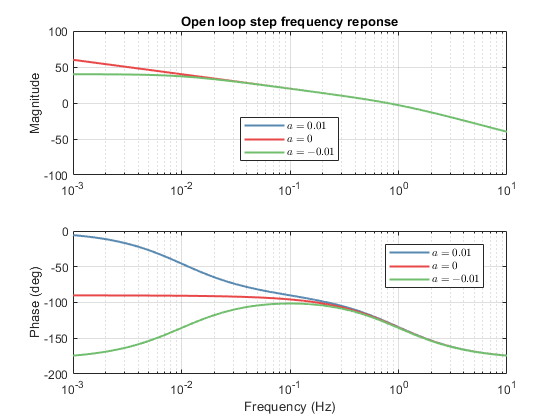 Open loop step frequency reponse
Magnitude
100
50
0
-50
-100
a = 0.01
a = 0
a = −0.01
10^-3 10^-2 10^-1 10^0 10^1
Phase (deg)
0
-50
-100
-150
-200
a = 0.01
a = 0
a = −0.01
10^-3 10^-2 10^-1 10^0 10^1
Frequency (Hz)